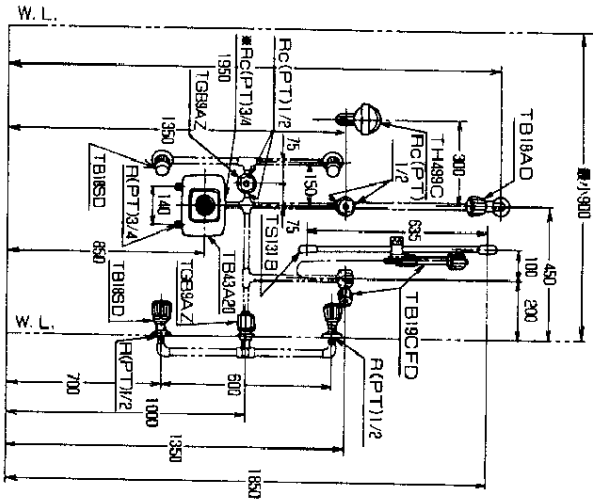 W. L.
最小900
TB18AD
Rc(PT)1/2
※Rc(PT)3/4
1950
TGB9AZ
1350
75
TH499C
Rc(PT)
1/2
300
TB18SD
R(PT)3/4
140
150
75
850
TB43A20
TS131B
635
450
100
200
TB18SD
TGB9AZ
TB19CFD
W. L.
R(PT)1/2
R(PT)1/2
700
600
1000
1350
1850